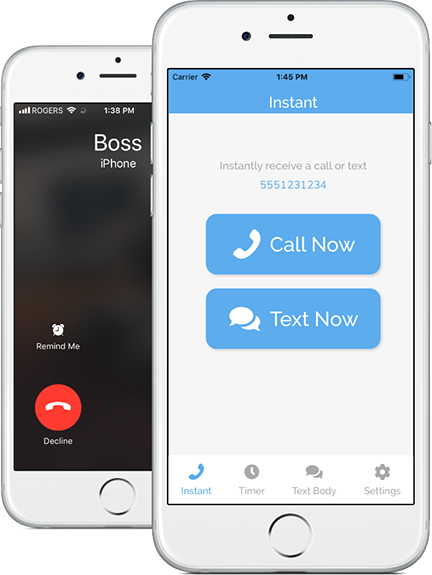 ROGERS 1:38 PM
Boss
iPhone
Remind Me
Decline
Carrier 1:45 PM
Instant
Instantly receive a call or text
5551231234
Call Now
Text Now
Instant Timer Text Body Settings